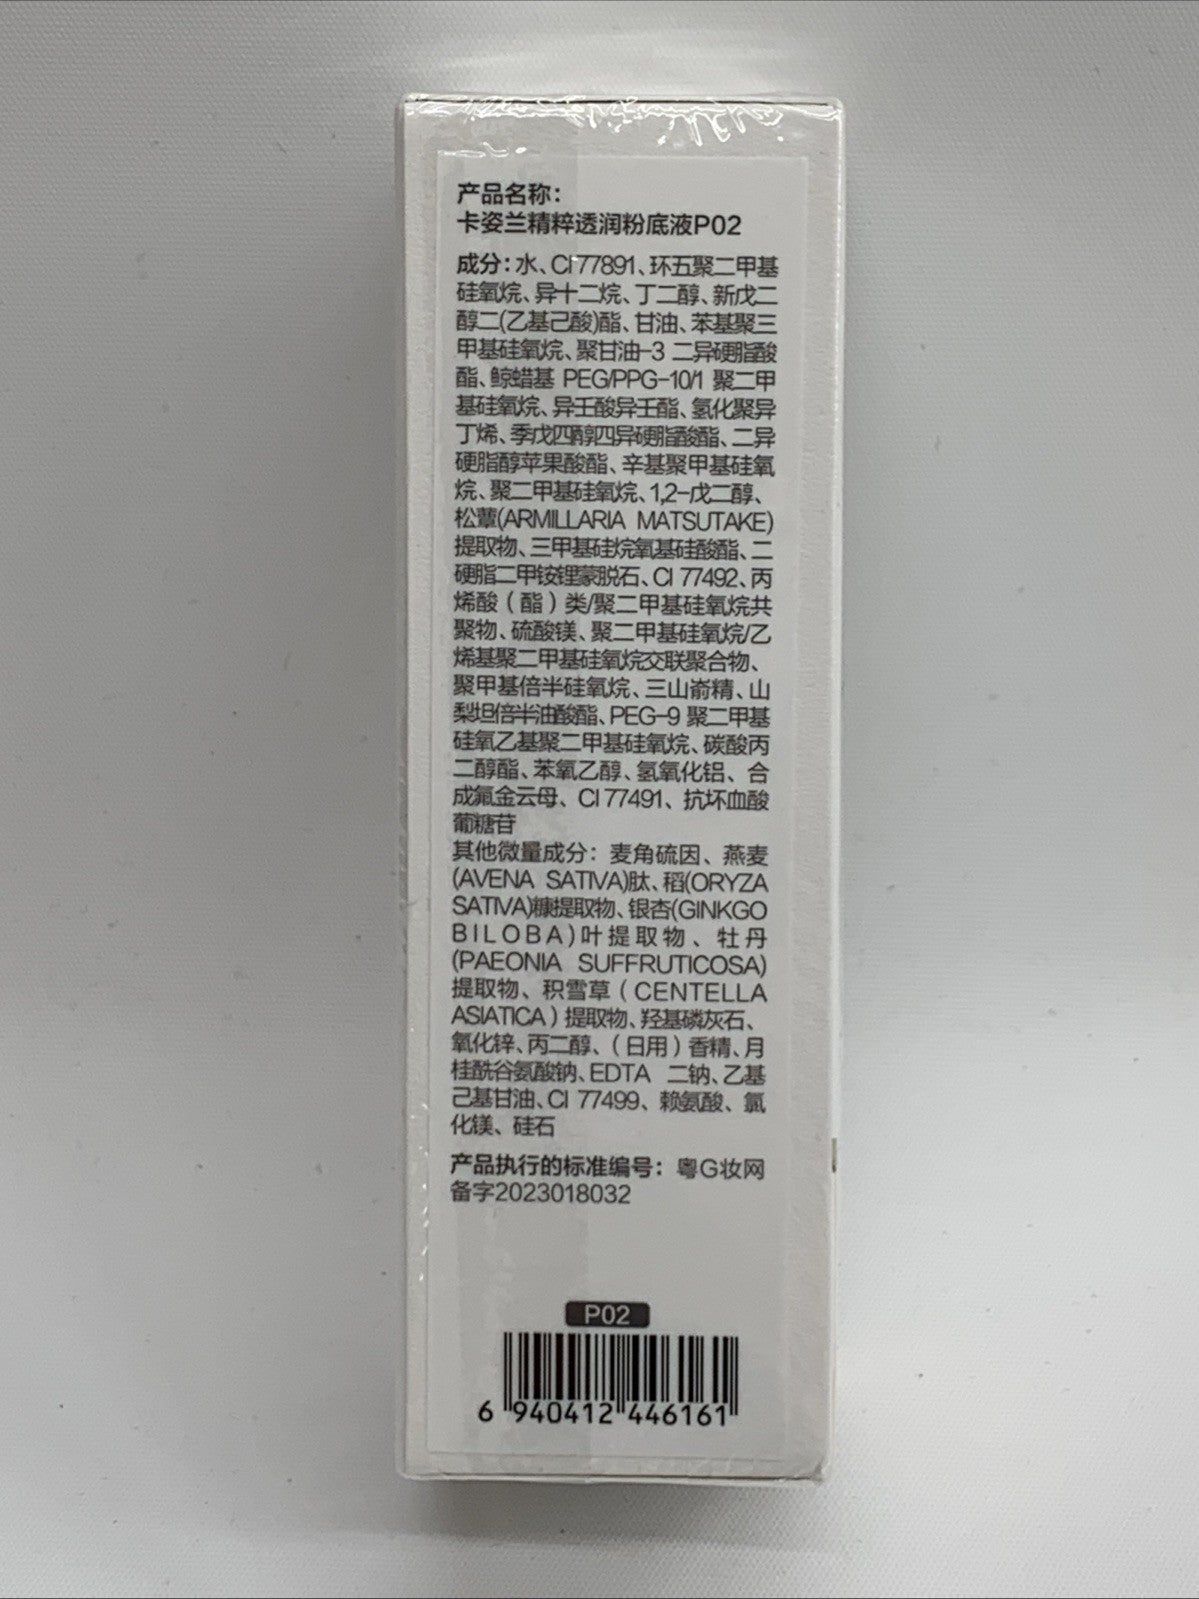 产品名称：
卡姿兰精粹透润粉底液P02
成分：水、CI 77891、环五聚二甲基
硅氧烷、异十二烷、丁二醇、新戊二
醇二(乙基己酸)酯、甘油、苯基聚三
甲基硅氧烷、聚甘油-3 二异硬脂酸
酯、鲸蜡基 PEG/PPG-10/1 聚二甲
基硅氧烷、异壬酸异壬酯、氢化聚异
丁烯、季戊四醇四异硬脂酸酯、二异
硬脂醇苹果酸酯、辛基聚甲基硅氧
烷、聚二甲基硅氧烷、1,2-戊二醇、
松蕈(ARMILLARIA MATSUTAKE)
提取物、三甲基硅烷氧基硅酸酯、二
硬脂二甲铵锂蒙脱石、CI 77492、丙
烯酸（酯）类/聚二甲基硅氧烷共
聚物、硫酸镁、聚二甲基硅氧烷/乙
烯基聚二甲基硅氧烷交联聚合物、
聚甲基倍半硅氧烷、三山嵛精、山
梨坦倍半油酸酯、PEG-9 聚二甲基
硅氧乙基聚二甲基硅氧烷、碳酸丙
二醇酯、苯氧乙醇、氢氧化铝、合
成氟金云母、CI 77491、抗坏血酸
葡糖苷
其他微量成分：麦角硫因、燕麦
(AVENA SATIVA)肽、稻(ORYZA
SATIVA)糠提取物、银杏(GINKGO
BILOBA)叶提取物、牡丹
(PAEONIA SUFFRUTICOSA)
提取物、积雪草（CENTELLA
ASIATICA）提取物、羟基磷灰石、
氧化锌、丙二醇、（日用）香精、月
桂酰谷氨酸钠、EDTA 二钠、乙基
己基甘油、CI 77499、赖氨酸、氯
化镁、硅石
产品执行的标准编号：粤G妆网
备字2023018032
P02
6 940412 446161